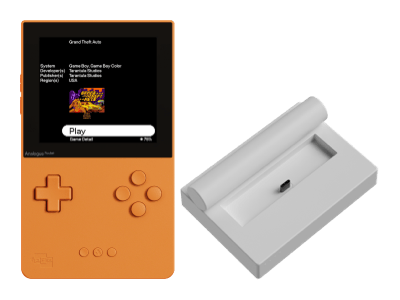 Grand Theft Auto
System Game Boy, Game Boy Color
Developer(s) Tarantula Studios
Publisher(s) Tarantula Studios
Region(s) USA
Play
Game Detail
Analogue